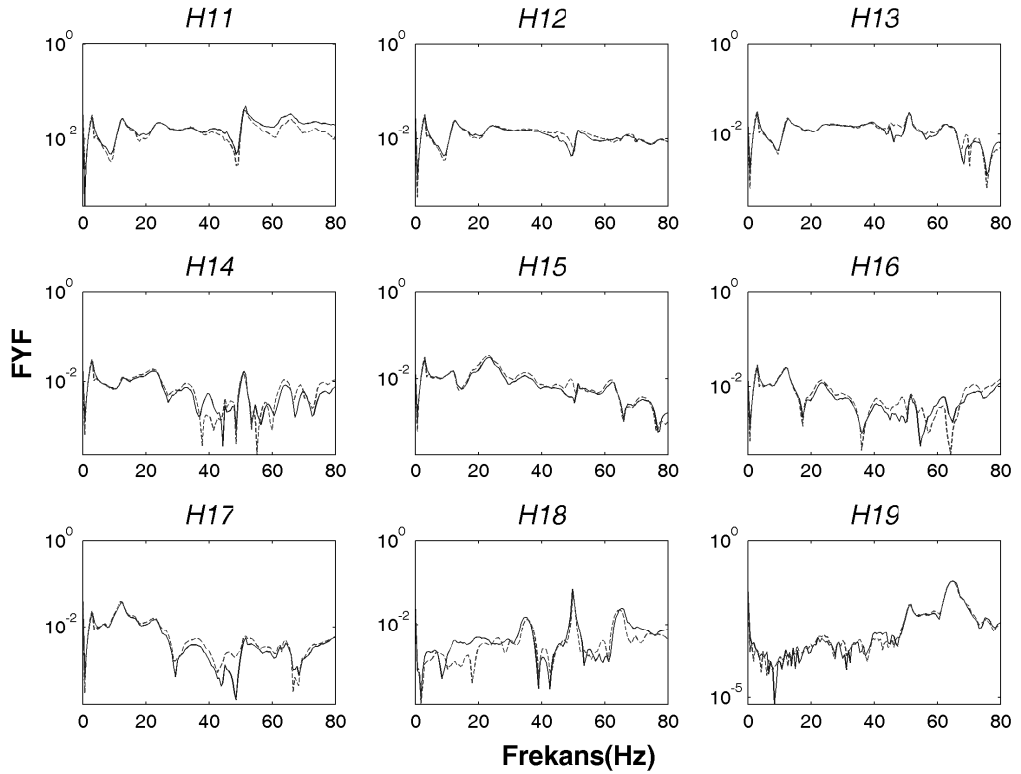 H11 H12 H13
10^0 10^0 10^0
10^2 10^-2 10^-2
0 20 40 60 80 0 20 40 60 80 0 20 40 60 80
H14 H15 H16
10^0 10^0 10^0
10^-2 10^-2 10^-2
0 20 40 60 80 0 20 40 60 80 0 20 40 60 80
FYF
H17 H18 H19
10^0 10^0 10^0
10^-2 10^-2
10^-5
0 20 40 60 80 0 20 40 60 80 0 20 40 60 80
Frekans(Hz)